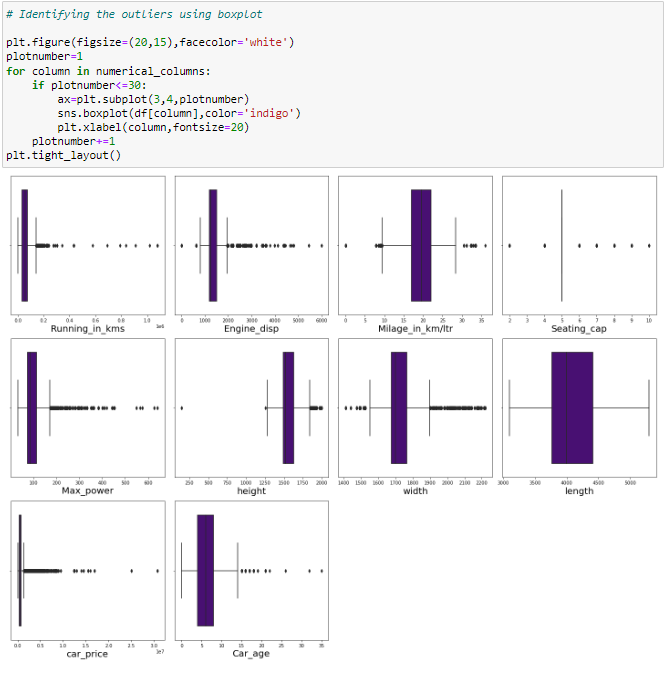 # Identifying the outliers using boxplot
plt.figure(figsize=(20,15),facecolor='white')
plotnumber=1
for column in numerical_columns:
if plotnumber<=30:
ax=plt.subplot(3,4,plotnumber)
sns.boxplot(df[column],color='indigo')
plt.xlabel(column,fontsize=20)
plotnumber+=1
plt.tight_layout()
0.0 0.2 0.4 0.6 0.8 1.0
1e6
Running_in_kms
0 1000 2000 3000 4000 5000 6000
Engine_disp
0 5 10 15 20 25 30 35
Milage_in_km/ltr
2 3 4 5 6 7 8 9 10
Seating_cap
100 200 300 400 500 600
Max_power
250 500 750 1000 1250 1500 1750 2000
height
1400 1500 1600 1700 1800 1900 2000 2100 2200
width
3000 3500 4000 4500 5000
length
0.0 0.5 1.0 1.5 2.0 2.5 3.0
1e7
car_price
0 5 10 15 20 25 30 35
Car_age